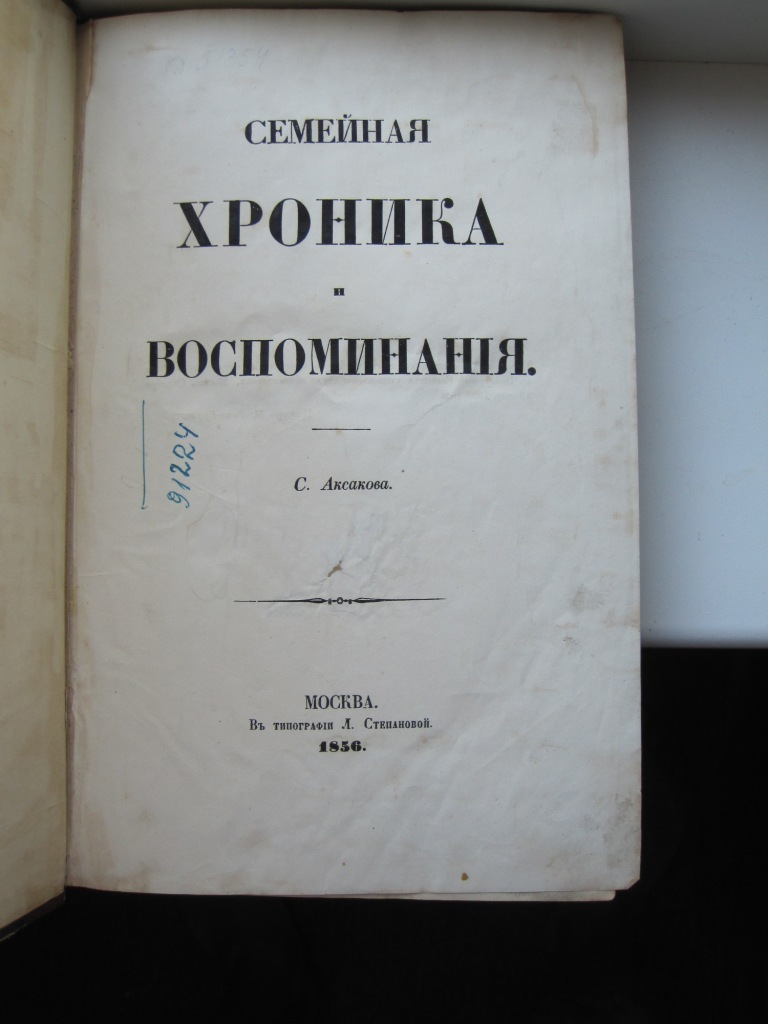 СЕМЕЙНАЯ
ХРОНИКА
и
ВОСПОМИНАНІЯ.
С. Аксакова.
МОСКВА.
Въ типографіи Л. Степановой.
1856.
91224